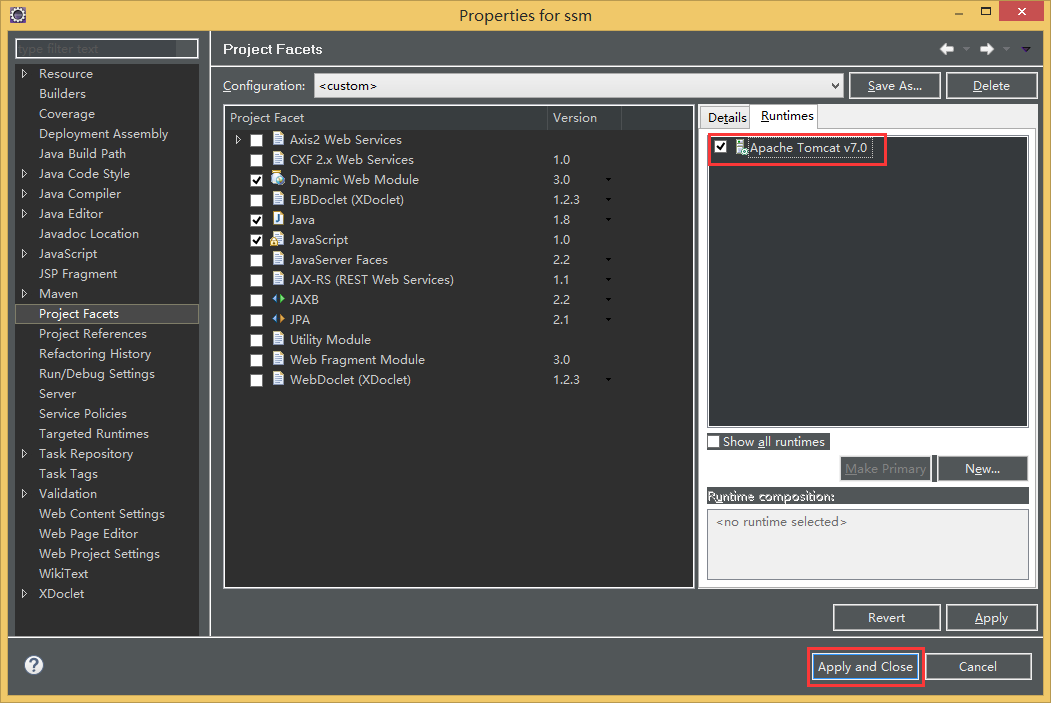 Properties for ssm
type filter text
Resource
Builders
Coverage
Deployment Assembly
Java Build Path
Java Code Style
Java Compiler
Java Editor
Javadoc Location
JavaScript
JSP Fragment
Maven
Project Facets
Project References
Refactoring History
Run/Debug Settings
Server
Service Policies
Targeted Runtimes
Task Repository
Task Tags
Validation
Web Content Settings
Web Page Editor
Web Project Settings
WikiText
XDoclet
Project Facets
Configuration: <custom> Save As... Delete
Project Facet Version
Axis2 Web Services
CXF 2.x Web Services 1.0
Dynamic Web Module 3.0
EJBDoclet (XDoclet) 1.2.3
Java 1.8
JavaScript 1.0
JavaServer Faces 2.2
JAX-RS (REST Web Services) 1.1
JAXB 2.2
JPA 2.1
Utility Module
Web Fragment Module 3.0
WebDoclet (XDoclet) 1.2.3
Details Runtimes
Apache Tomcat v7.0
Show all runtimes
Make Primary New...
Runtime composition:
<no runtime selected>
Revert Apply
Apply and Close Cancel